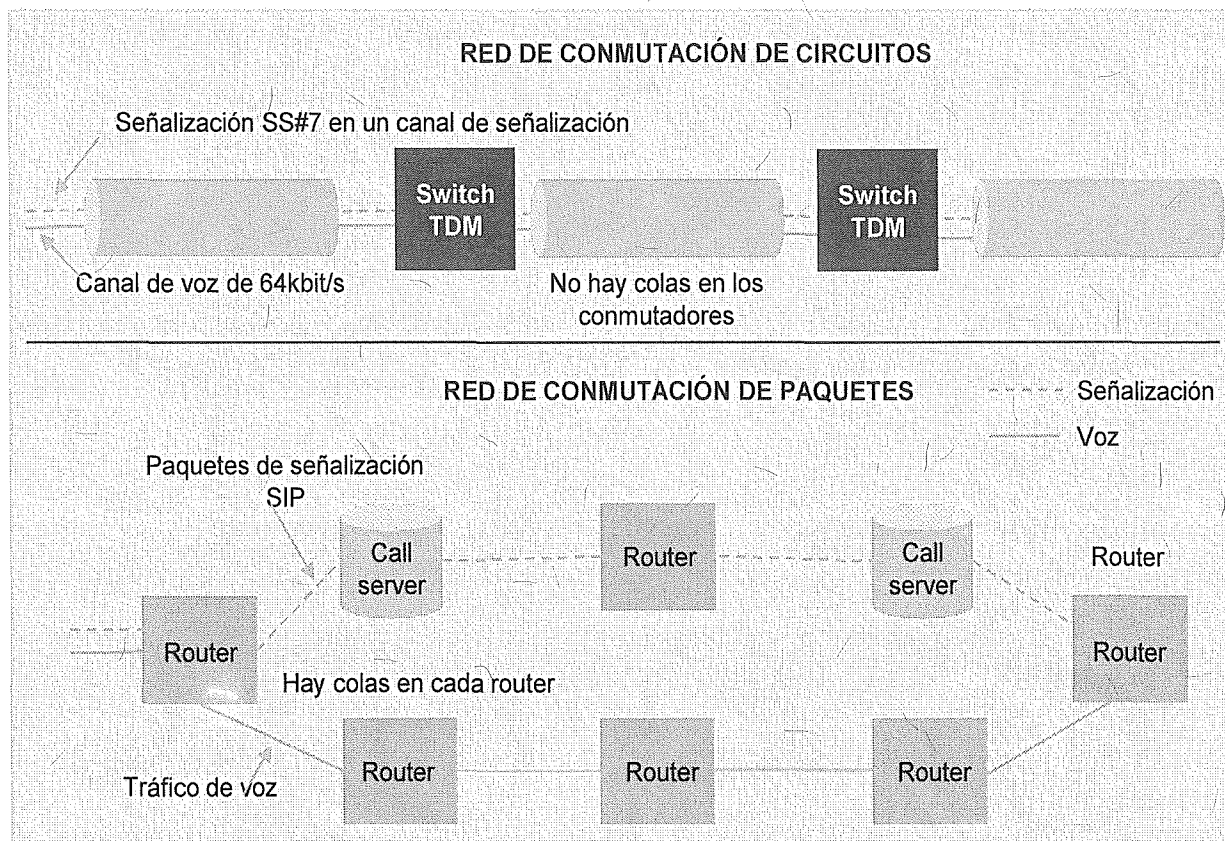 RED DE CONMUTACIÓN DE CIRCUITOS
Señalización SS#7 en un canal de señalización
Switch
TDM
Switch
TDM
Canal de voz de 64kbit/s
No hay colas en los
conmutadores
RED DE CONMUTACIÓN DE PAQUETES
Señalización
Voz
Paquetes de señalización
SIP
Call
server
Router
Call
server
Router
Router
Router
Hay colas en cada router
Router
Router
Router
Tráfico de voz